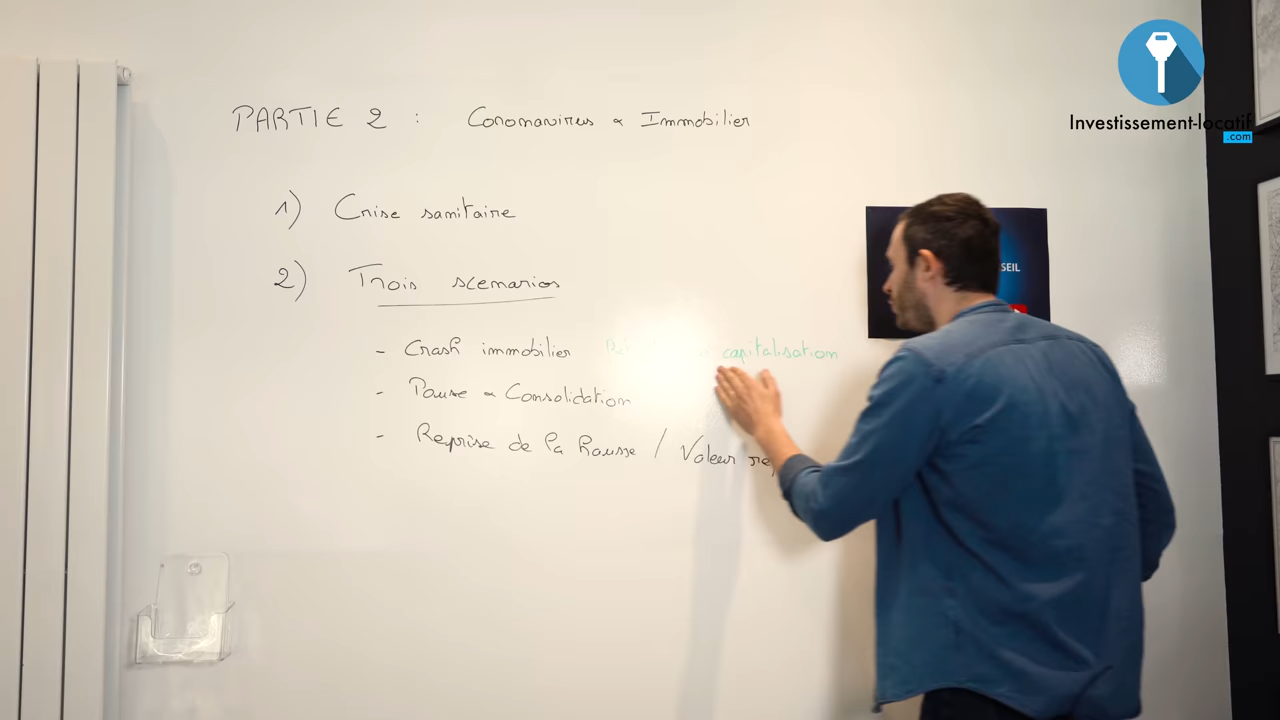 PARTIE 2 : Coronavirus & Immobilier
Investissement-locatif
.com
1) Crise sanitaire
2) Trois scenarios
SEIL
- Crash immobilier capitalisation
- Pause & Consolidation
- Reprise de la hausse / Valeur